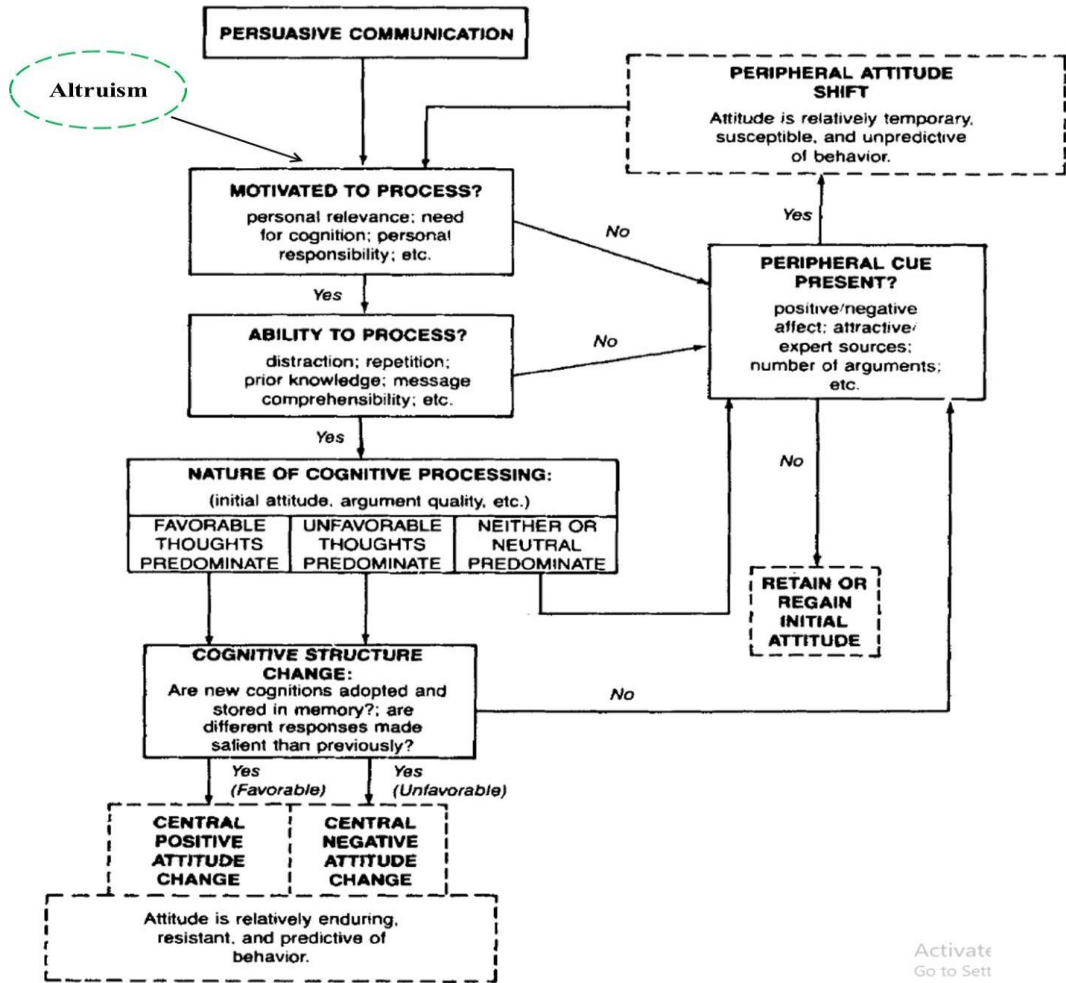 PERSUASIVE COMMUNICATION
Altruism
PERIPHERAL ATTITUDE
SHIFT
Attitude is relatively temporary,
susceptible, and unpredictive
of behavior.
MOTIVATED TO PROCESS?
personal relevance; need
for cognition; personal
responsibility; etc.
No
Yes
Yes
PERIPHERAL CUE
PRESENT?
positive/negative
affect; attractive/
expert sources;
number of arguments;
etc.
ABILITY TO PROCESS?
distraction; repetition;
prior knowledge; message
comprehensibility; etc.
No
Yes
No
NATURE OF COGNITIVE PROCESSING:
(initial attitude, argument quality, etc.)
FAVORABLE
THOUGHTS
PREDOMINATE
UNFAVORABLE
THOUGHTS
PREDOMINATE
NEITHER OR
NEUTRAL
PREDOMINATE
RETAIN OR
REGAIN
INITIAL
ATTITUDE
COGNITIVE STRUCTURE
CHANGE:
Are new cognitions adopted and
stored in memory?; are
different responses made
salient than previously?
No
Yes
(Favorable)
Yes
(Unfavorable)
CENTRAL
POSITIVE
ATTITUDE
CHANGE
CENTRAL
NEGATIVE
ATTITUDE
CHANGE
Attitude is relatively enduring,
resistant, and predictive of
behavior.
Activate
Go to Sett